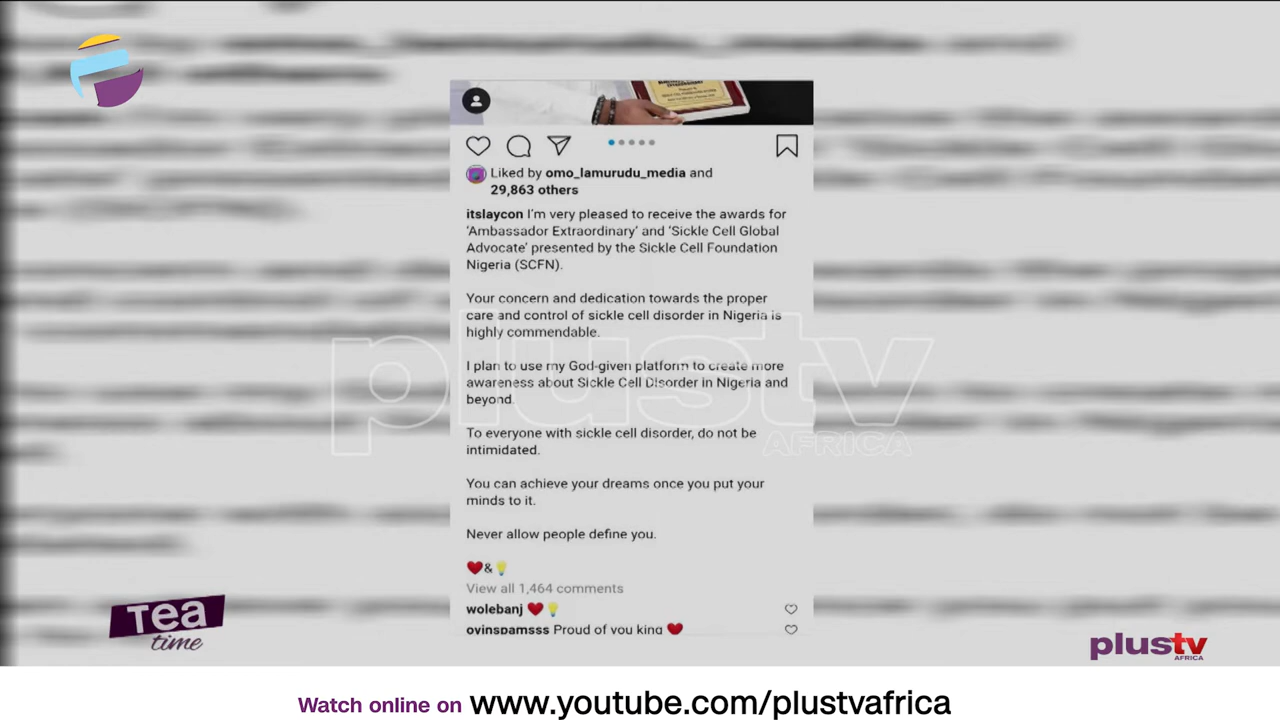 Liked by omo_lamurudu_media and
29,863 others
itslaycon I'm very pleased to receive the awards for
'Ambassador Extraordinary' and 'Sickle Cell Global
Advocate' presented by the Sickle Cell Foundation
Nigeria (SCFN).
Your concern and dedication towards the proper
care and control of sickle cell disorder in Nigeria is
highly commendable.
I plan to use my God-given platform to create more
awareness about Sickle Cell Disorder in Nigeria and
beyond.
To everyone with sickle cell disorder, do not be
intimidated.
You can achieve your dreams once you put your
minds to it.
Never allow people define you.
❤️&💡
View all 1,464 comments
wolebanj ❤️💡
ovinspamsss Proud of you king ❤️
plustv
AFRICA
Tea
time
plustv
AFRICA
Watch online on www.youtube.com/plustvafrica